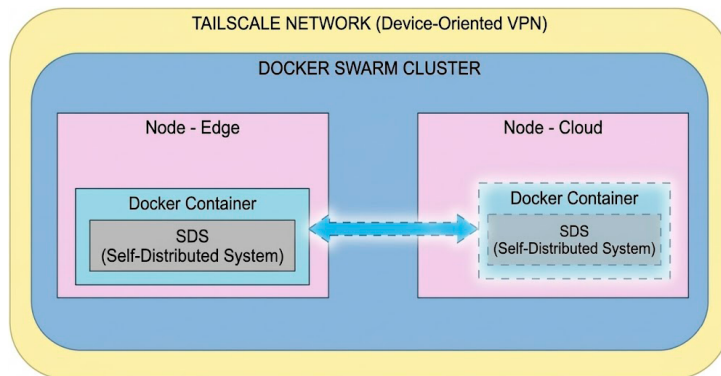 TAILSCALE NETWORK (Device-Oriented VPN)
DOCKER SWARM CLUSTER
Node - Edge
Docker Container
SDS
(Self-Distributed System)
Node - Cloud
Docker Container
SDS
(Self-Distributed System)